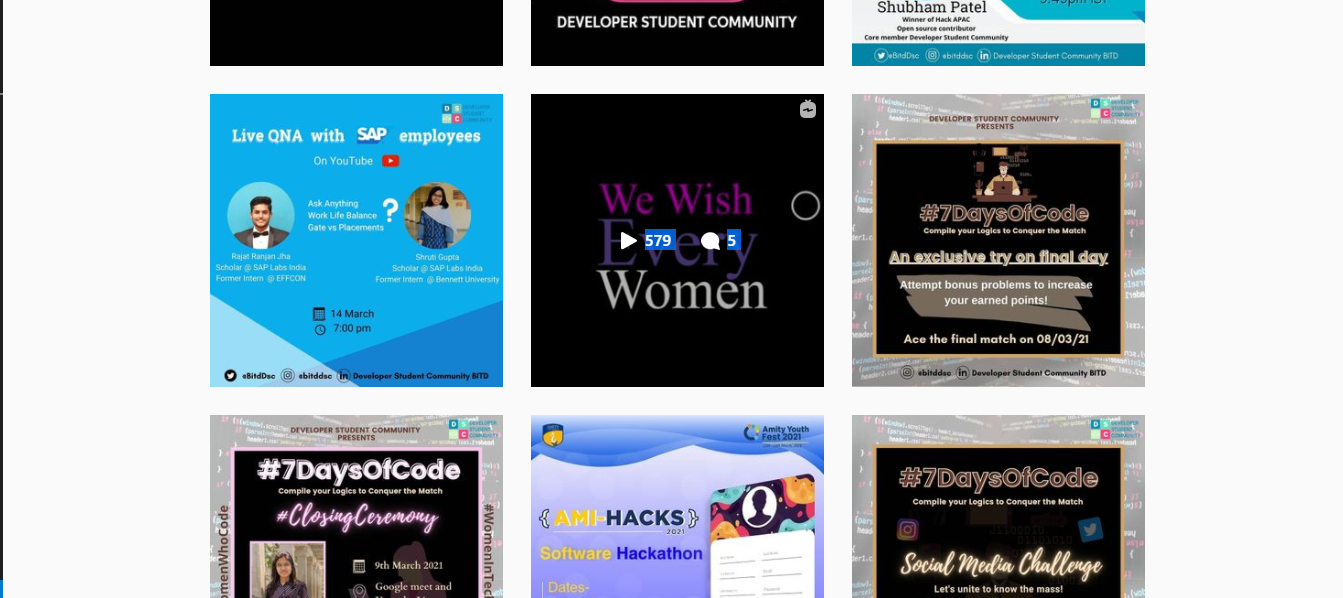 DEVELOPER STUDENT COMMUNITY
Shubham Patel
Winner of Hack APAC
Open source contributor
Core member Developer Student Community
@BitdDsc @bitddsc in Developer Student Community BITD
D S
C
DEVELOPER
STUDENT
COMMUNITY
Live QNA with SAP employees
On YouTube
Ask Anything
Work Life Balance
Gate vs Placements
?
Rajat Ranjan Jha
Scholar @ SAP Labs India
Former Intern @ EFFCON
Shruti Gupta
Scholar @ SAP Labs India
Former Intern @ Bennett University
14 March
7:00 pm
@BitdDsc @bitddsc in Developer Student Community BITD
We Wish
Every
Women
579 5
DEVELOPER STUDENT COMMUNITY
PRESENTS
#7DaysOfCode
Compile your Logics to Conquer the Match
An exclusive try on final day
Attempt bonus problems to increase
your earned points!
Ace the final match on 08/03/21
@bitddsc in Developer Student Community BITD
DEVELOPER STUDENT COMMUNITY
PRESENTS
#7DaysOfCode
Compile your Logics to Conquer the Match
#ClosingCeremony
9th March 2021
Google meet and
#WomenInTech
Amity Youth
Fest 2021
{ AMI-HACKS }
2021
Software Hackathon
Dates-
#7DaysOfCode
Compile your Logics to Conquer the Match
Social Media Challenge
Let's unite to know the mass!